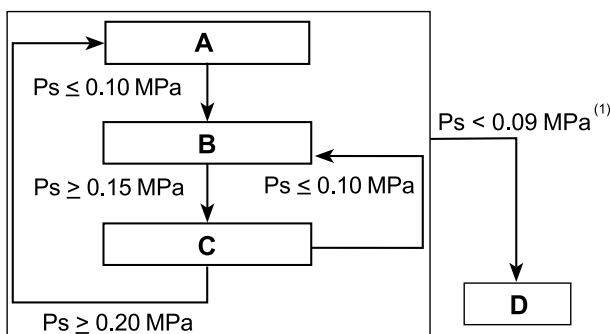 A
Ps ≤ 0.10 MPa
Ps < 0.09 MPa(1)
B
Ps ≥ 0.15 MPa
Ps ≤ 0.10 MPa
C
D
Ps ≥ 0.20 MPa